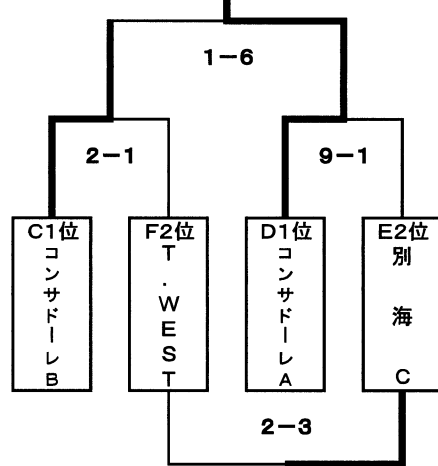 1－6
2－1
9－1
C1位
コンサドーレB
F2位
T．WEST
D1位
コンサドーレA
E2位
別海C
2－3